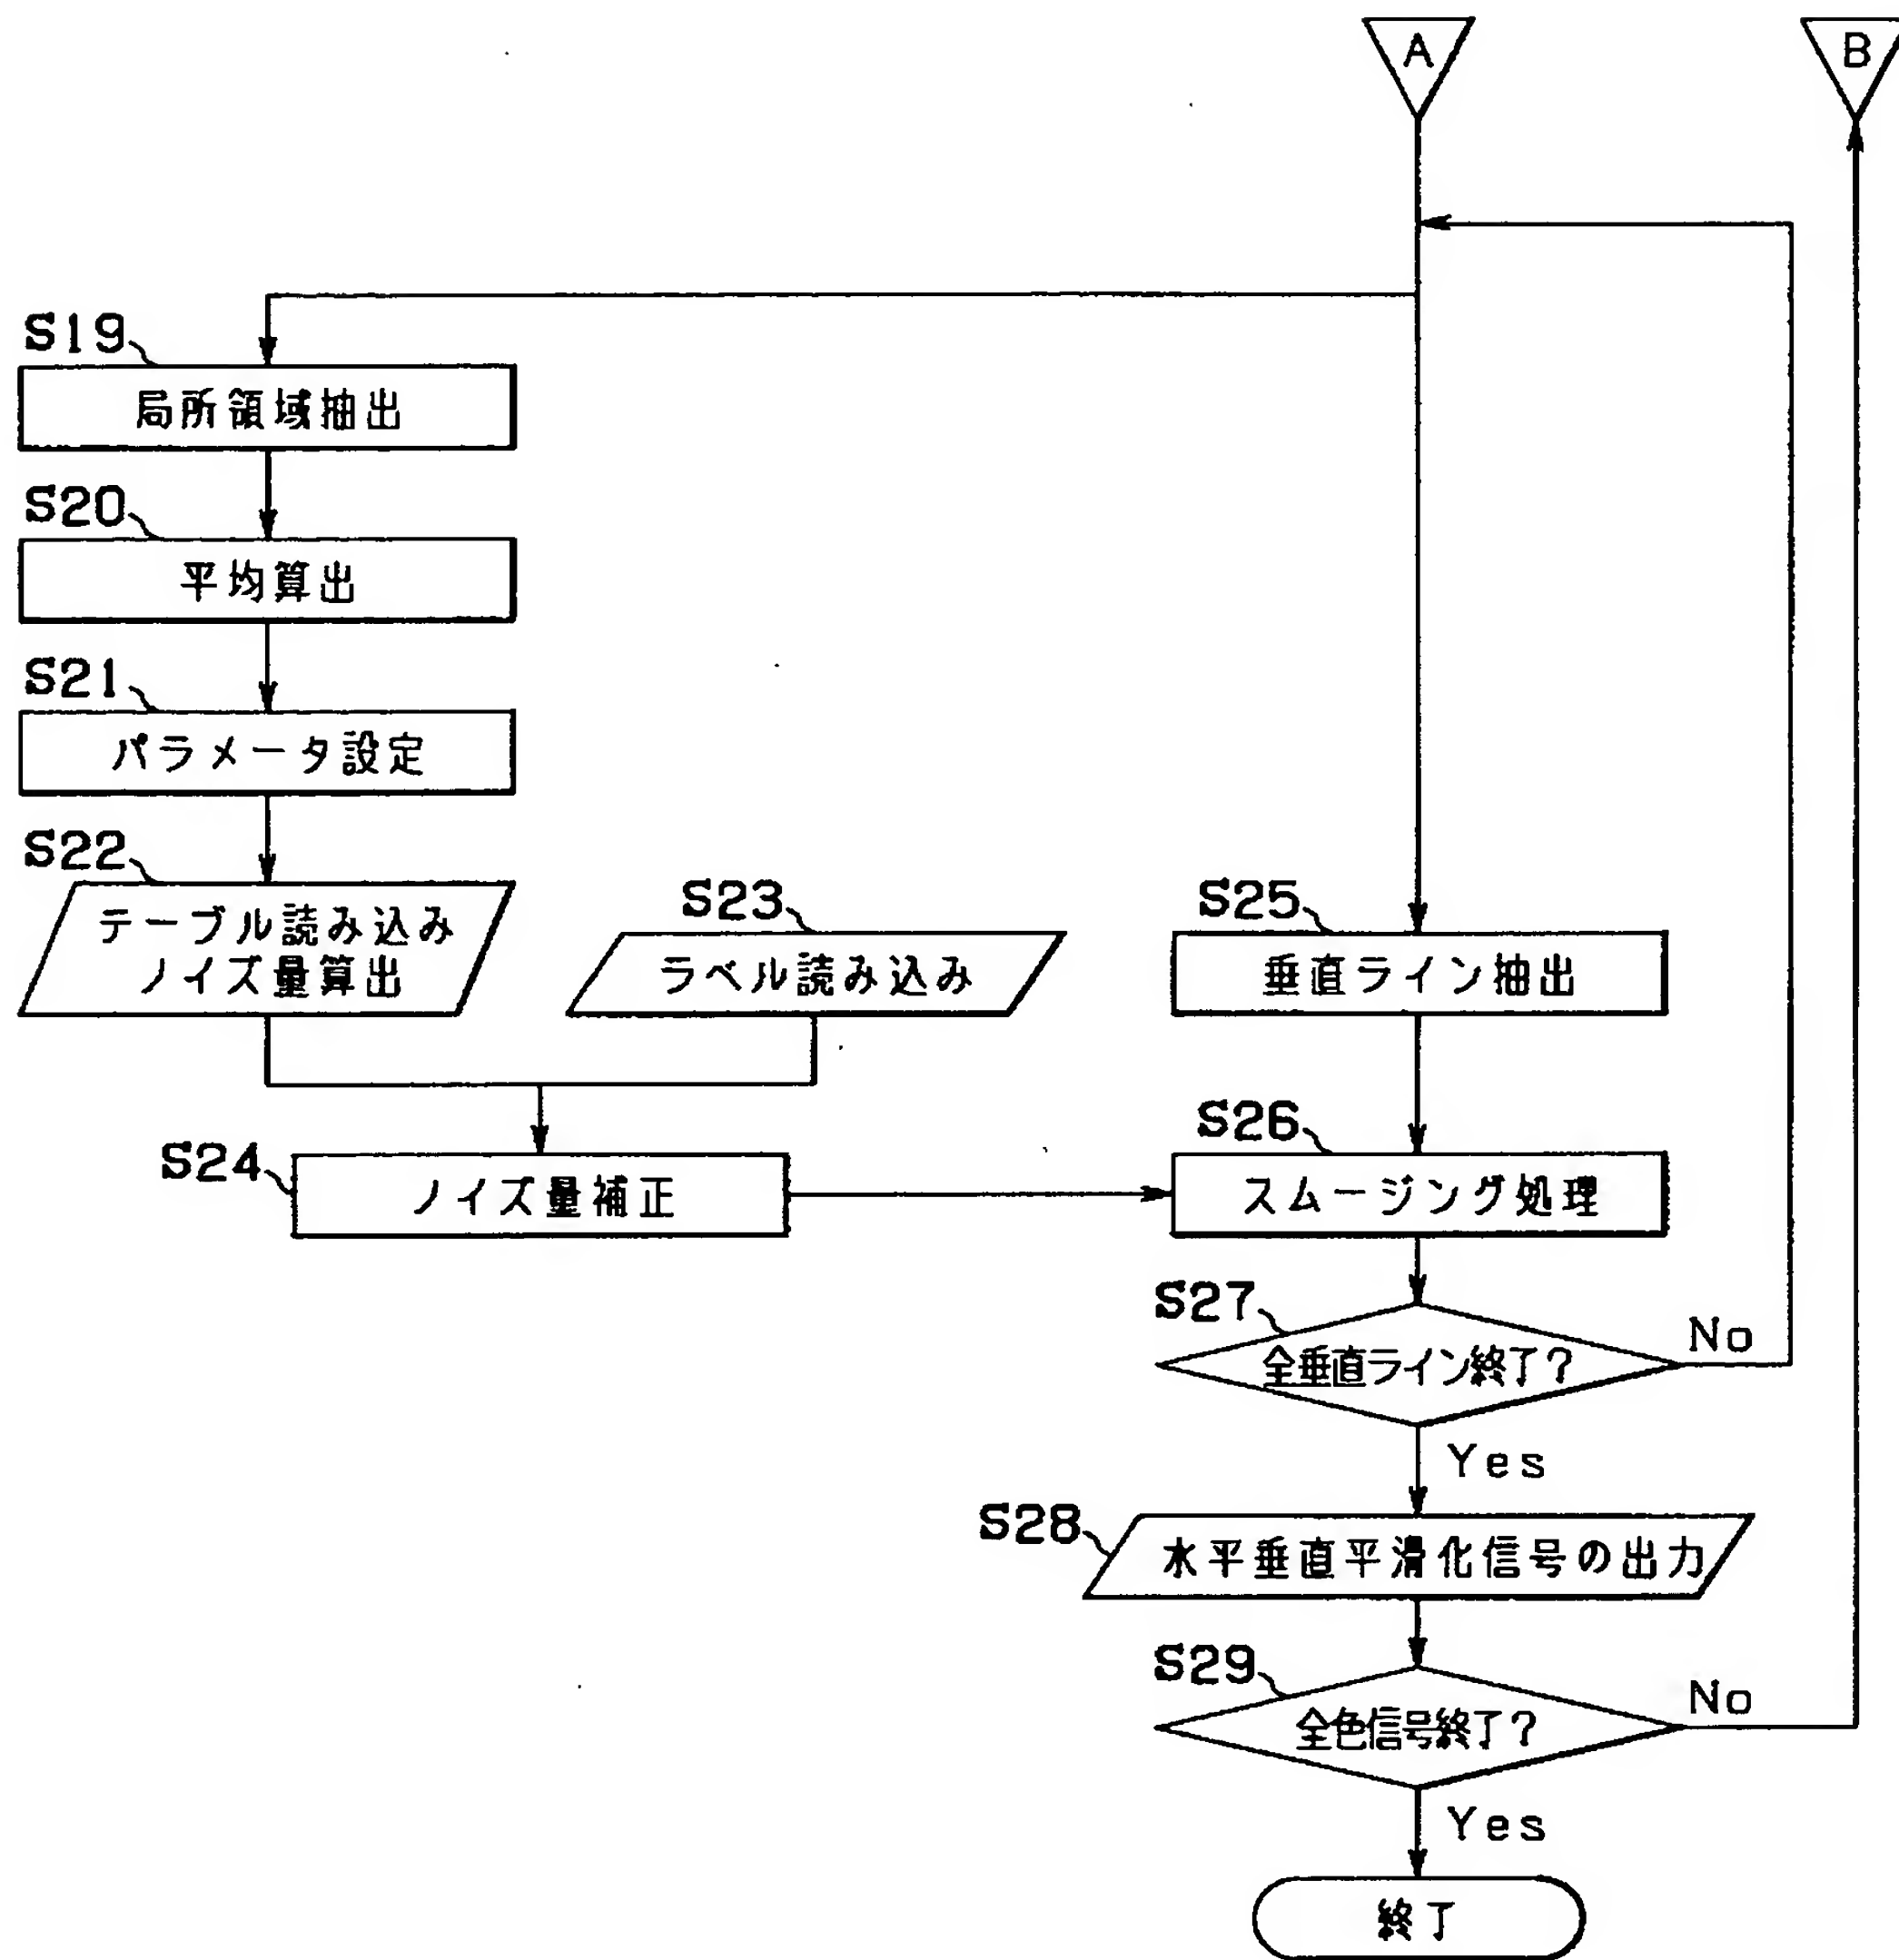 A
B
S19
局所領域抽出
S20
平均算出
S21
パラメータ設定
S22
テーブル読み込み
ノイズ量算出
S23
ラベル読み込み
S24
ノイズ量補正
S25
垂直ライン抽出
S26
スムージング処理
S27
全垂直ライン終了?
No
Yes
S28
水平垂直平滑化信号の出力
S29
全色信号終了?
No
Yes
終了